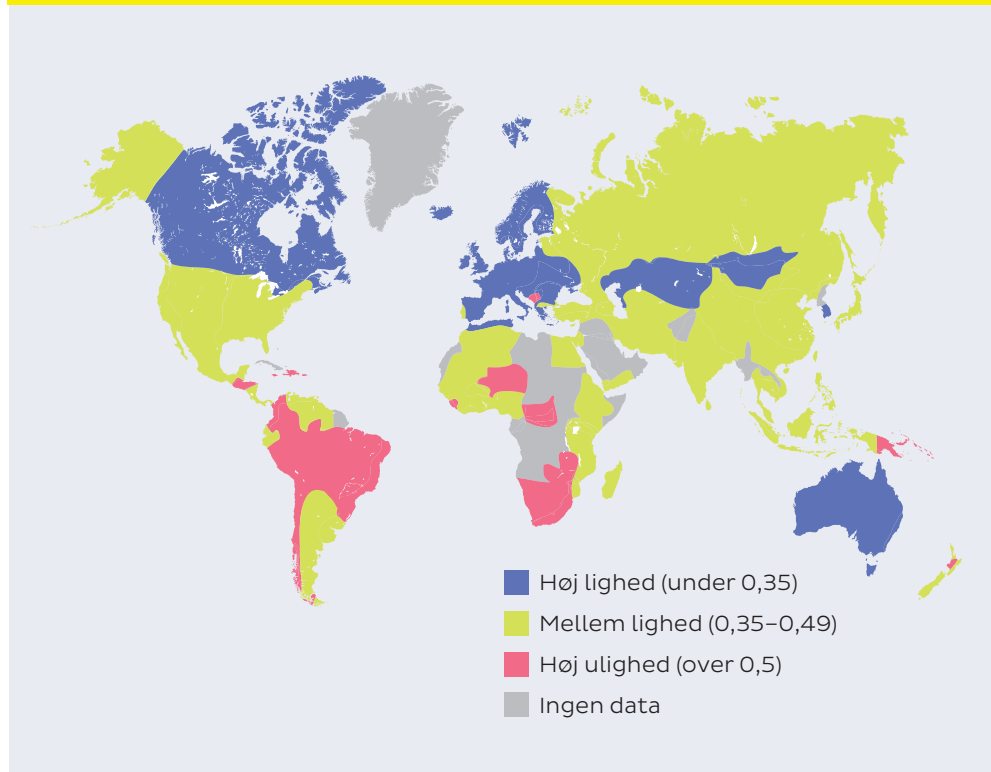 Høj lighed (under 0,35)
Mellem lighed (0,35–0,49)
Høj ulighed (over 0,5)
Ingen data